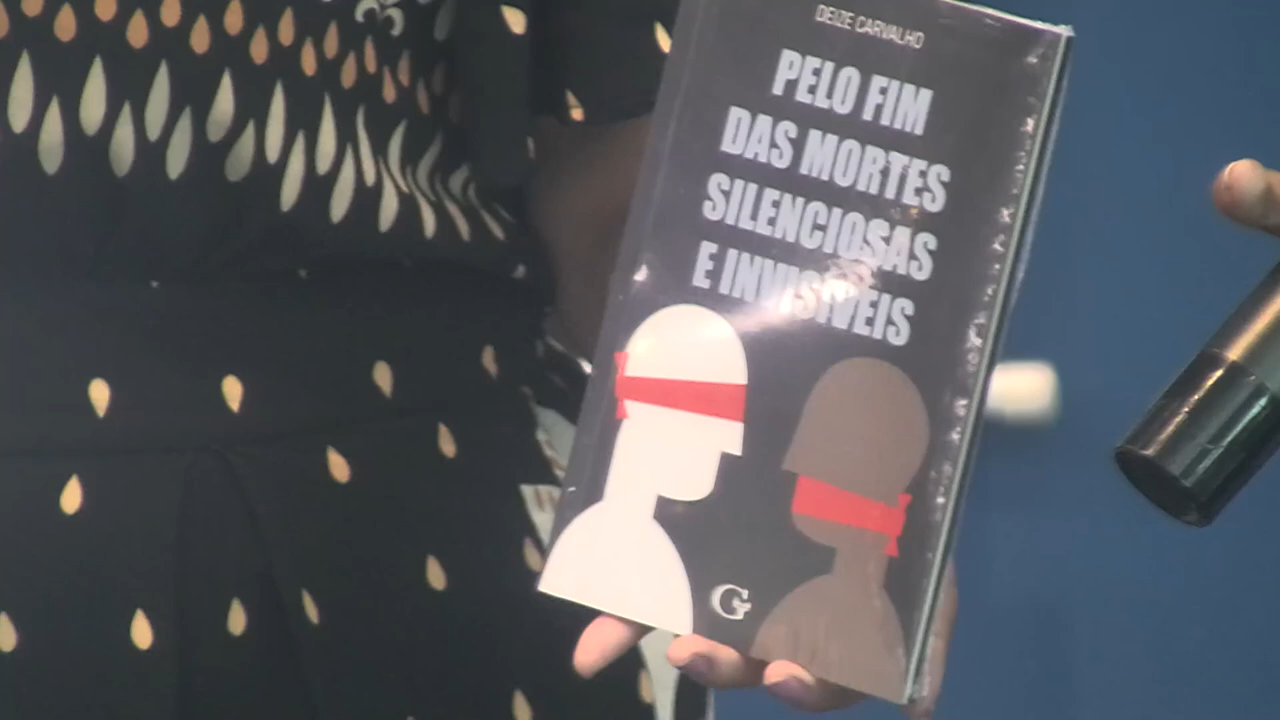 DEIZE CARVALHO
PELO FIM
DAS MORTES
SILENCIOSAS
E INVISÍVEIS
G